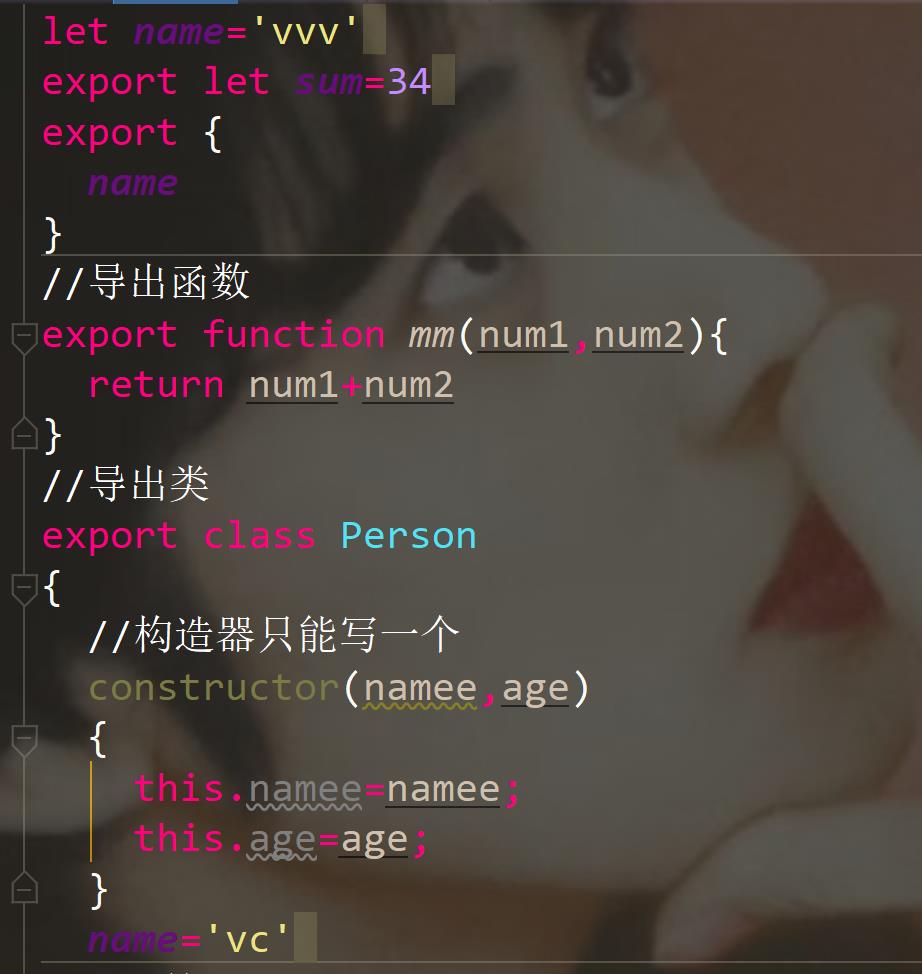 let name='vvv'
export let sum=34
export {
  name
}
//导出函数
export function mm(num1,num2){
  return num1+num2
}
//导出类
export class Person
{
  //构造器只能写一个
  constructor(namee,age)
  {
    this.namee=namee;
    this.age=age;
  }
  name='vc'